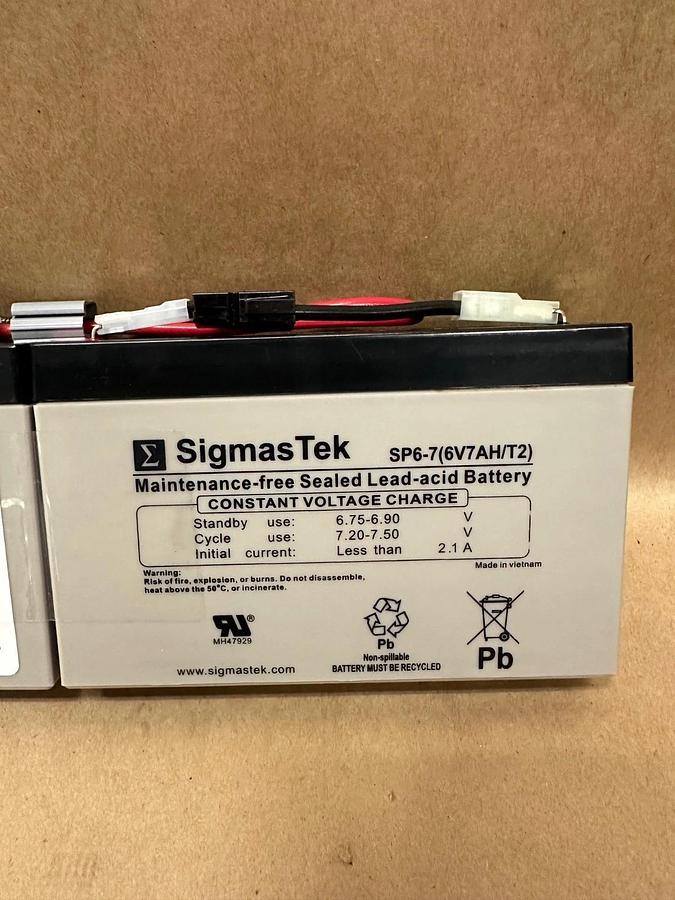 Σ SigmasTek SP6-7(6V7AH/T2)
Maintenance-free Sealed Lead-acid Battery
CONSTANT VOLTAGE CHARGE
Standby use: 6.75-6.90 V
Cycle use: 7.20-7.50 V
Initial current: Less than 2.1 A
Made in vietnam
Warning:
Risk of fire, explosion, or burns. Do not disassemble,
heat above the 50°C, or incinerate.
RU®
MH47929
Pb
Non-spillable
BATTERY MUST BE RECYCLED
Pb
www.sigmastek.com